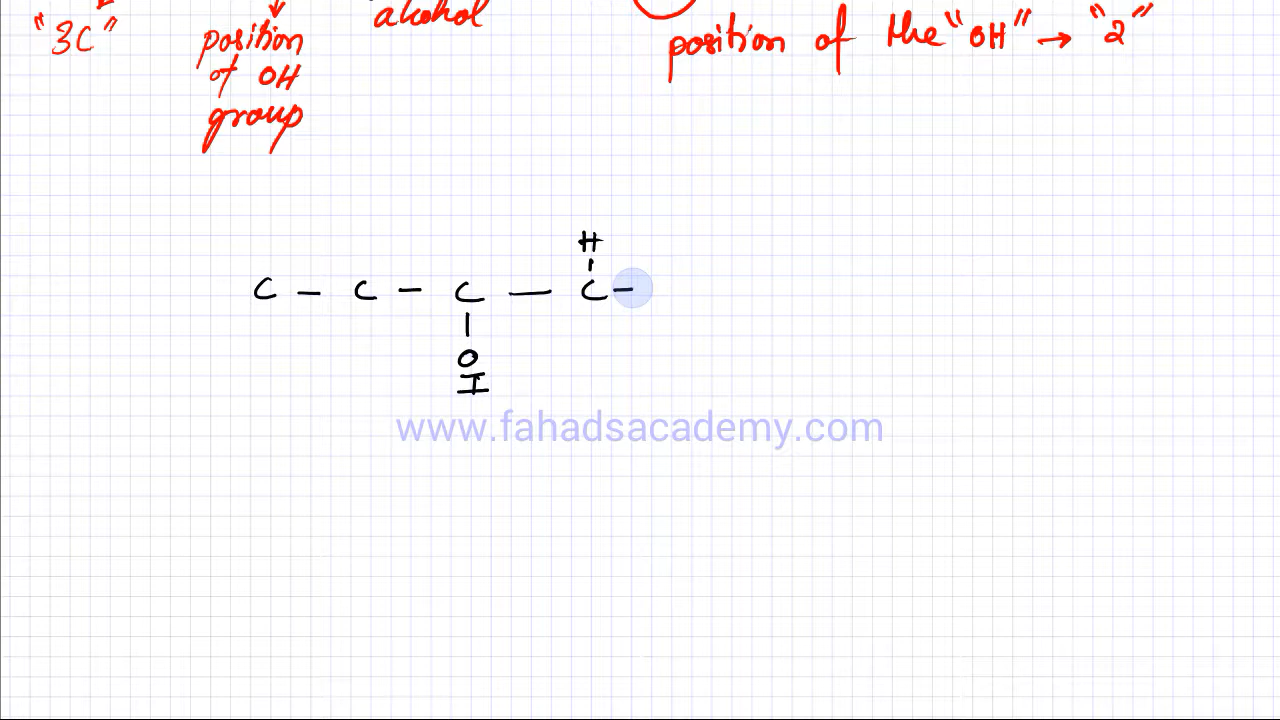 alcohol
"3C" position position of the "OH" → "2"
of OH
group
H
C — C — C — C —
O
H
www.fahadsacademy.com